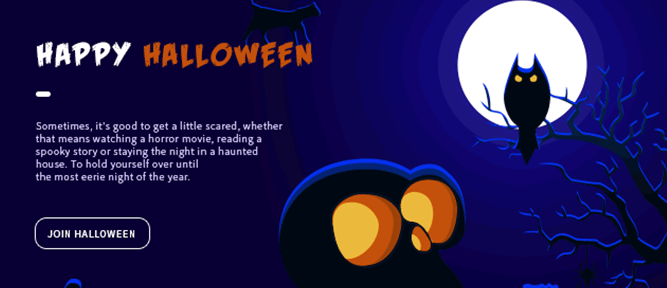 HAPPY HALLOWEEN
Sometimes, it's good to get a little scared, whether
that means watching a horror movie, reading a
spooky story or staying the night in a haunted
house. To hold yourself over until
the most eerie night of the year.
JOIN HALLOWEEN